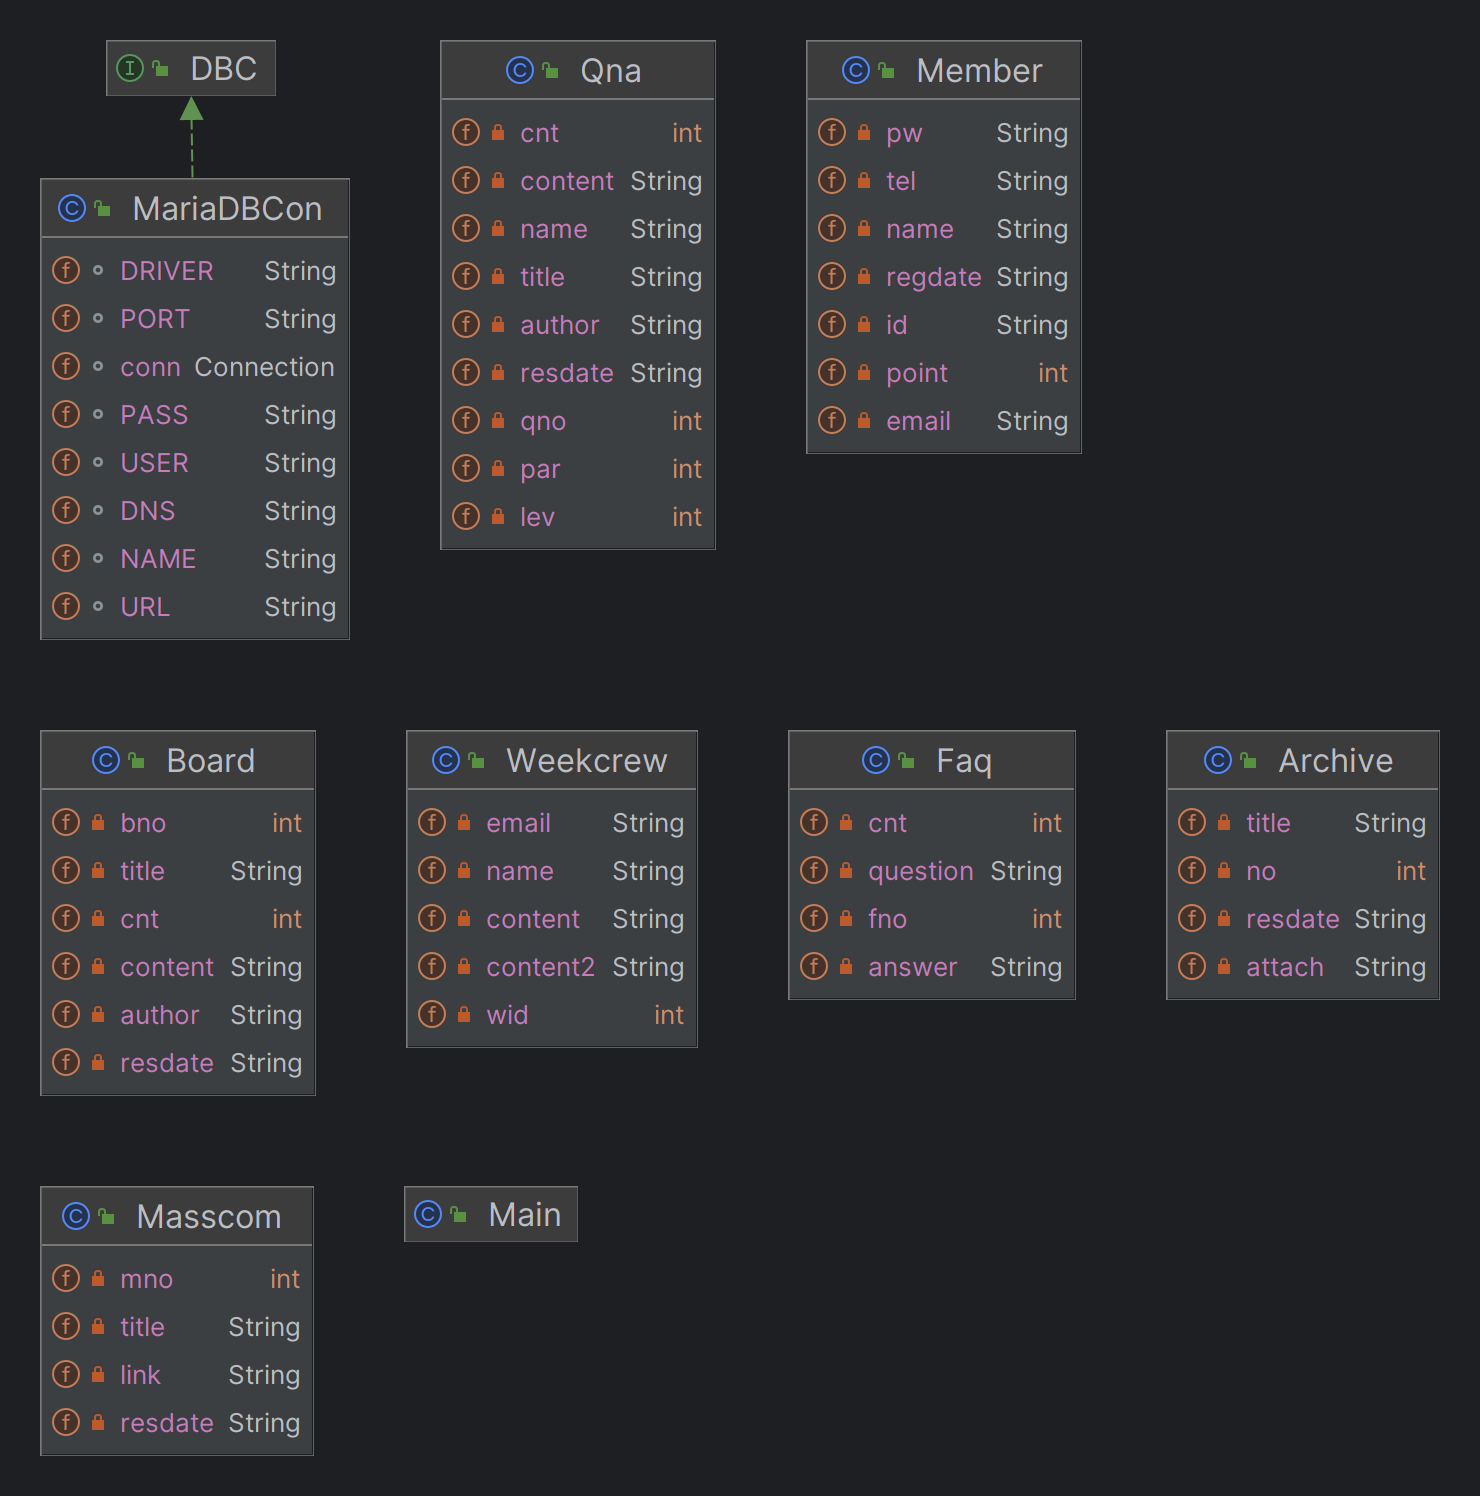 DBC
MariaDBCon
DRIVER String
PORT String
conn Connection
PASS String
USER String
DNS String
NAME String
URL String
Qna
cnt int
content String
name String
title String
author String
resdate String
qno int
par int
lev int
Member
pw String
tel String
name String
regdate String
id String
point int
email String
Board
bno int
title String
cnt int
content String
author String
resdate String
Weekcrew
email String
name String
content String
content2 String
wid int
Faq
cnt int
question String
fno int
answer String
Archive
title String
no int
resdate String
attach String
Masscom
mno int
title String
link String
resdate String
Main